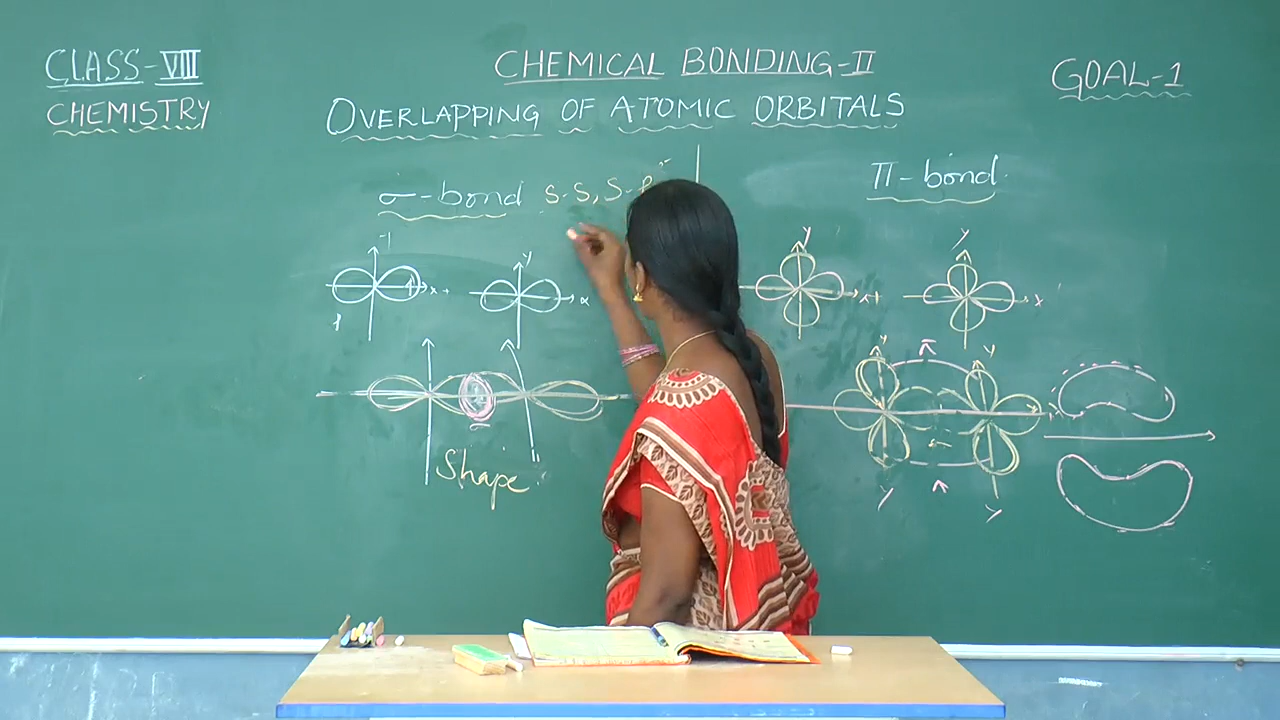 CLASS-VIII
CHEMISTRY
CHEMICAL BONDING-II
OVERLAPPING OF ATOMIC ORBITALS
GOAL-1
σ-bond S-S, S-P
π-bond
y
x
y
x
y
x
y
y
y
y
Shape